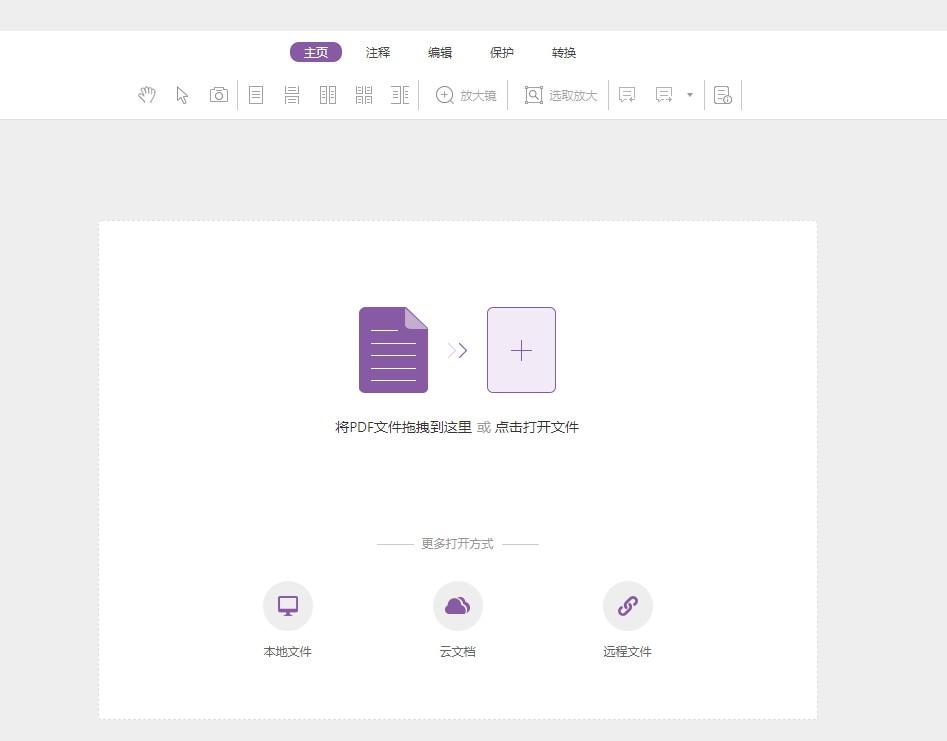 主页 注释 编辑 保护 转换
放大镜 选取放大
将PDF文件拖拽到这里 或 点击打开文件
更多打开方式
本地文件 云文档 远程文件